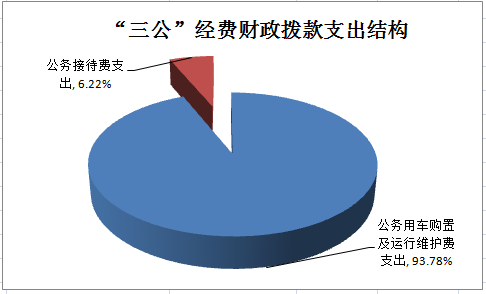 “三公”经费财政拨款支出结构
公务接待费支
出, 6.22%
公务用车购置
及运行维护费
支出, 93.78%